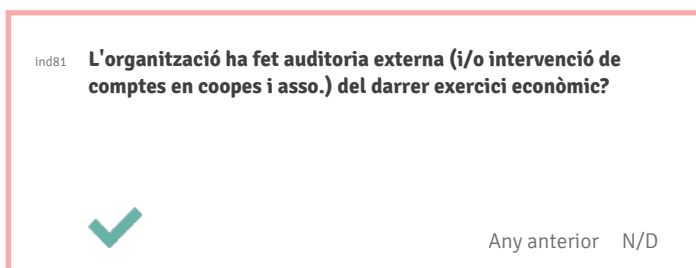 ind81 L'organització ha fet auditoria externa (i/o intervenció de
comptes en coopes i asso.) del darrer exercici econòmic?
Any anterior N/D